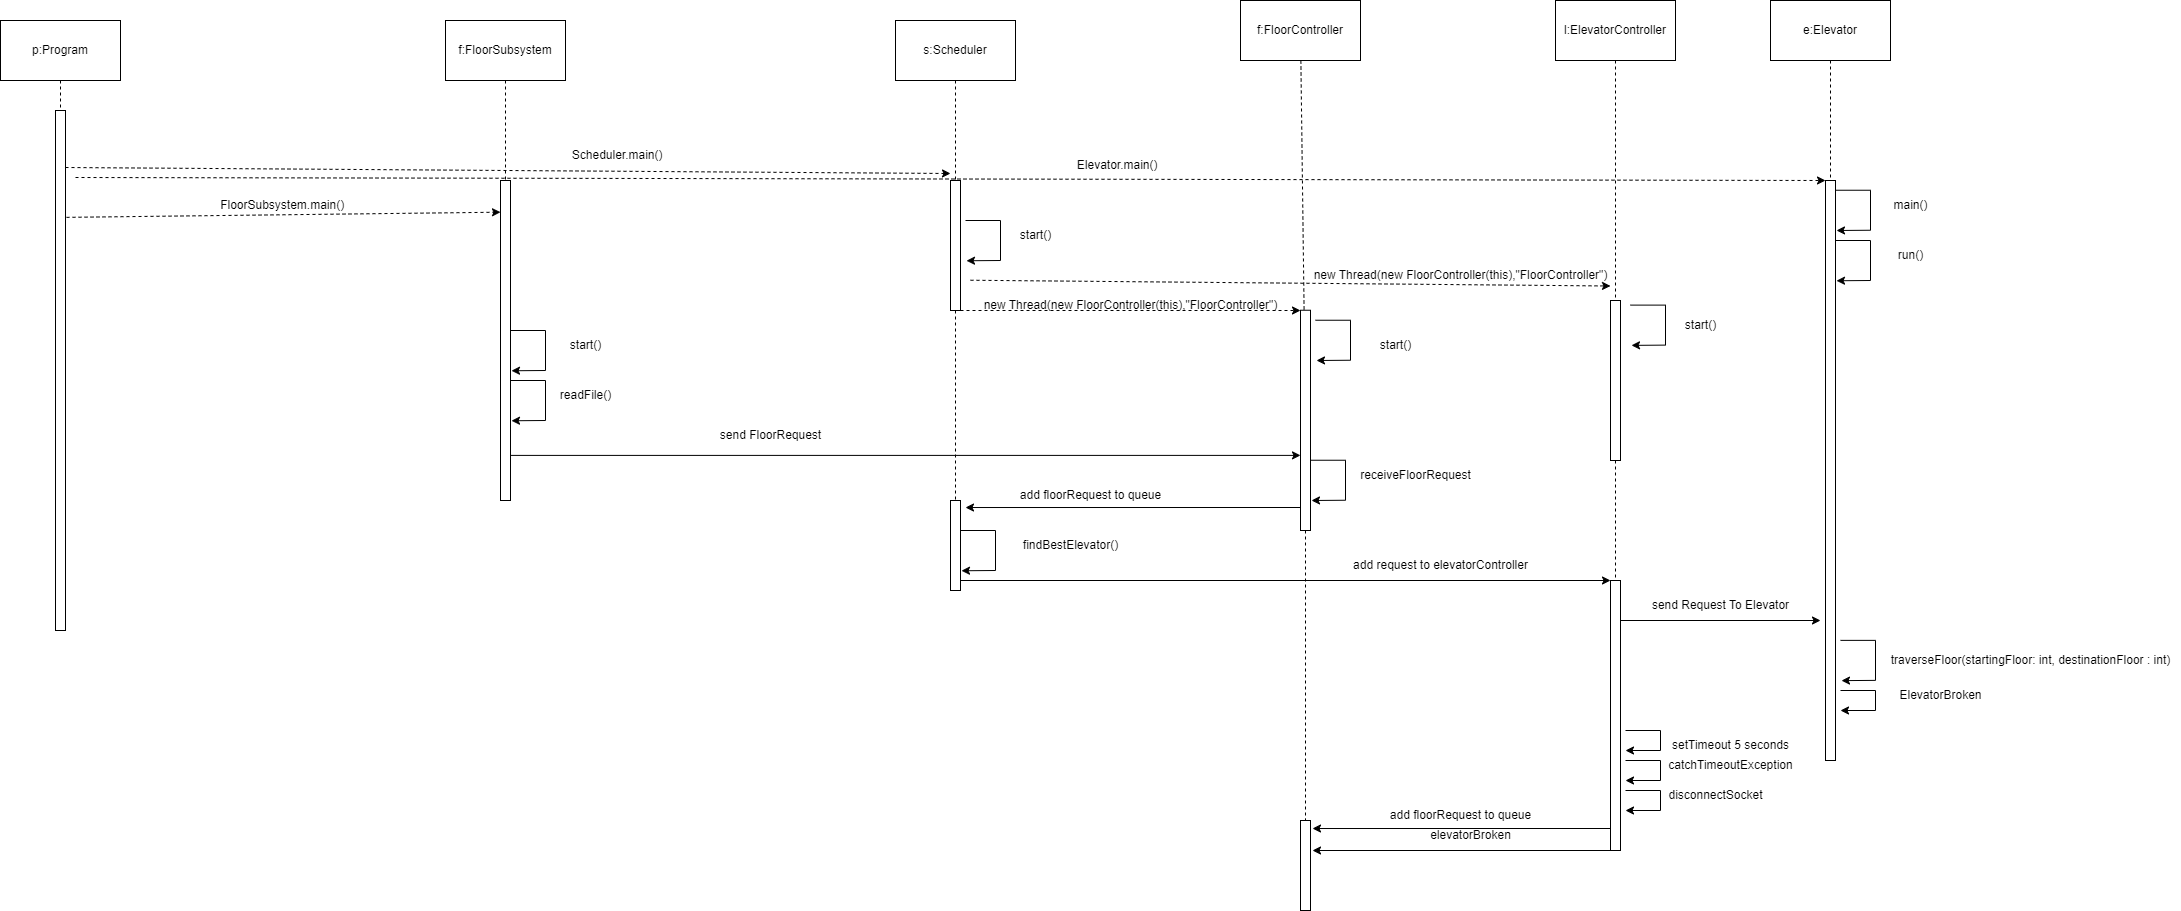 p:Program
f:FloorSubsystem
s:Scheduler
f:FloorController
l:ElevatorController
e:Elevator
Scheduler.main()
Elevator.main()
FloorSubsystem.main()
main()
start()
run()
new Thread(new FloorController(this),"FloorController")
new Thread(new FloorController(this),"FloorController")
start()
start()
start()
readFile()
send FloorRequest
receiveFloorRequest
add floorRequest to queue
findBestElevator()
add request to elevatorController
send Request To Elevator
traverseFloor(startingFloor: int, destinationFloor : int)
ElevatorBroken
setTimeout 5 seconds
catchTimeoutException
disconnectSocket
add floorRequest to queue
elevatorBroken